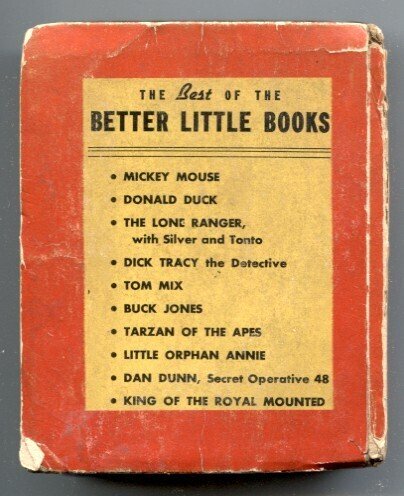 THE Best OF THE
BETTER LITTLE BOOKS
• MICKEY MOUSE
• DONALD DUCK
• THE LONE RANGER,
with Silver and Tonto
• DICK TRACY the Detective
• TOM MIX
• BUCK JONES
• TARZAN OF THE APES
• LITTLE ORPHAN ANNIE
• DAN DUNN, Secret Operative 48
• KING OF THE ROYAL MOUNTED